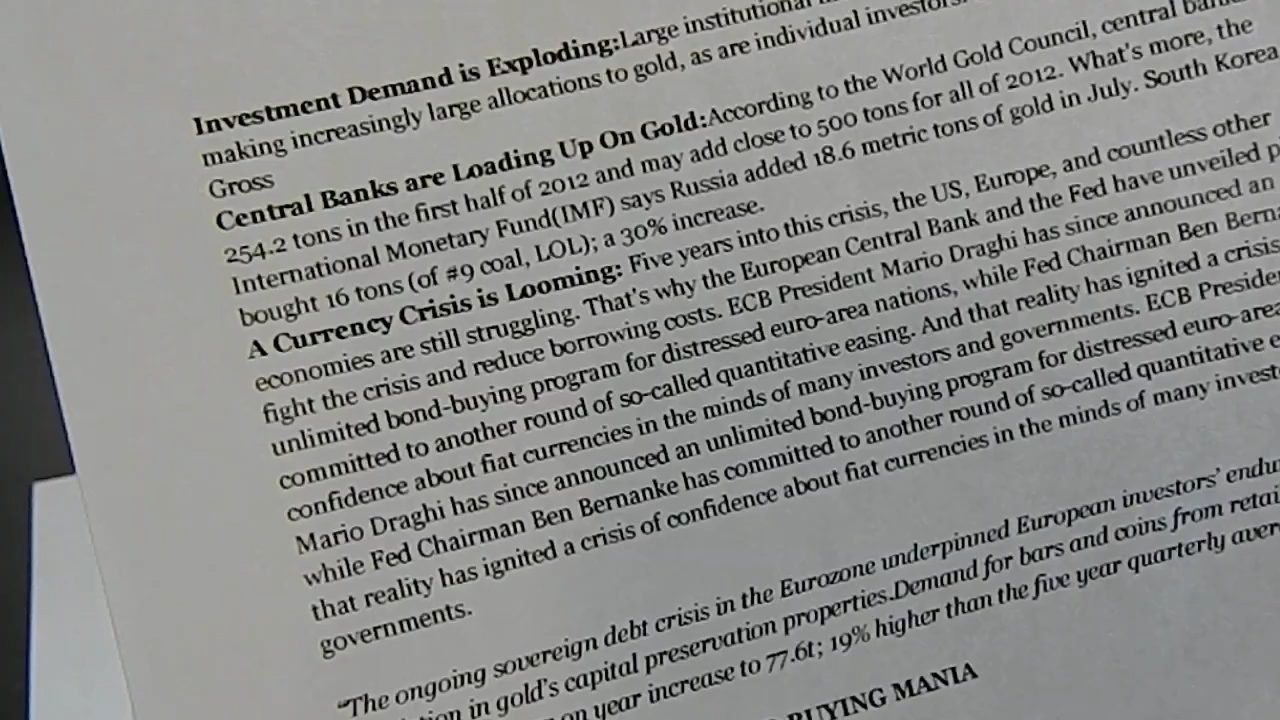 Investment Demand is Exploding:Large institutional
making increasingly large allocations to gold, as are individual investors.
Gross
Central Banks are Loading Up On Gold:According to the World Gold Council, central
254.2 tons in the first half of 2012 and may add close to 500 tons for all of 2012. What's more, the
International Monetary Fund(IMF) says Russia added 18.6 metric tons of gold in July. South Korea
bought 16 tons (of #9 coal, LOL); a 30% increase.
A Currency Crisis is Looming: Five years into this crisis, the US, Europe, and countless other
economies are still struggling. That's why the European Central Bank and the Fed have unveiled
fight the crisis and reduce borrowing costs. ECB President Mario Draghi has since announced an
unlimited bond-buying program for distressed euro-area nations, while Fed Chairman Ben
committed to another round of so-called quantitative easing. And that reality has ignited a crisis
confidence about fiat currencies in the minds of many investors and governments. ECB
Mario Draghi has since announced an unlimited bond-buying program for distressed
while Fed Chairman Ben Bernanke has committed to another round of so-called quantitative
that reality has ignited a crisis of confidence about fiat currencies in the minds of many
governments.
“The ongoing sovereign debt crisis in the Eurozone underpinned European investors’
in gold’s capital preservation properties.Demand for bars and coins from
on year increase to 77.6t; 19% higher than the five year quarterly
BUYING MANIA